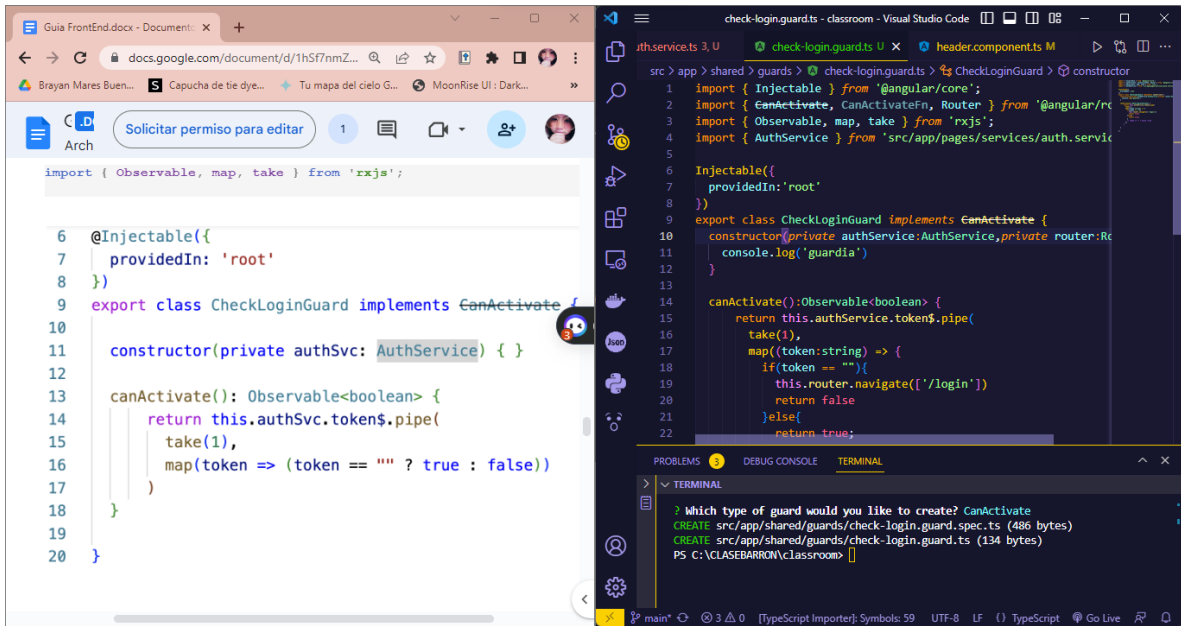 Guia FrontEnd.docx - Documento
docs.google.com/document/d/1hSf7nmZ...
Brayan Mares Buen...
Capucha de tie dye...
Tu mapa del cielo G...
MoonRise UI : Dark...
»
Solicitar permiso para editar
1
Arch
import { Observable, map, take } from 'rxjs';
6 @Injectable({
7 providedIn: 'root'
8 })
9 export class CheckLoginGuard implements CanActivate {
10
11 constructor(private authSvc: AuthService) { }
12
13 canActivate(): Observable<boolean> {
14 return this.authSvc.token$.pipe(
15 take(1),
16 map(token => (token == "" ? true : false))
17 )
18 }
19
20 }
3
check-login.guard.ts - classroom - Visual Studio Code
uth.service.ts 3, U
check-login.guard.ts U
header.component.ts M
src > app > shared > guards > check-login.guard.ts > CheckLoginGuard > constructor
1 import { Injectable } from '@angular/core';
2 import { CanActivate, CanActivateFn, Router } from '@angular/ro
3 import { Observable, map, take } from 'rxjs';
4 import { AuthService } from 'src/app/pages/services/auth.servic
5
6 Injectable({
7 providedIn:'root'
8 })
9 export class CheckLoginGuard implements CanActivate {
10 constructor(private authService:AuthService,private router:Ro
11 console.log('guardia')
12 }
13
14 canActivate():Observable<boolean> {
15 return this.authService.token$.pipe(
16 take(1),
17 map((token:string) => {
18 if(token == ""){
19 this.router.navigate(['/login'])
20 return false
21 }else{
22 return true;
Json
PROBLEMS 3 DEBUG CONSOLE TERMINAL
TERMINAL
? Which type of guard would you like to create? CanActivate
CREATE src/app/shared/guards/check-login.guard.spec.ts (486 bytes)
CREATE src/app/shared/guards/check-login.guard.ts (134 bytes)
PS C:\CLASEBARRON\classroom>
main* 3 0 [TypeScript Importer]: Symbols: 59 UTF-8 LF {} TypeScript Go Live